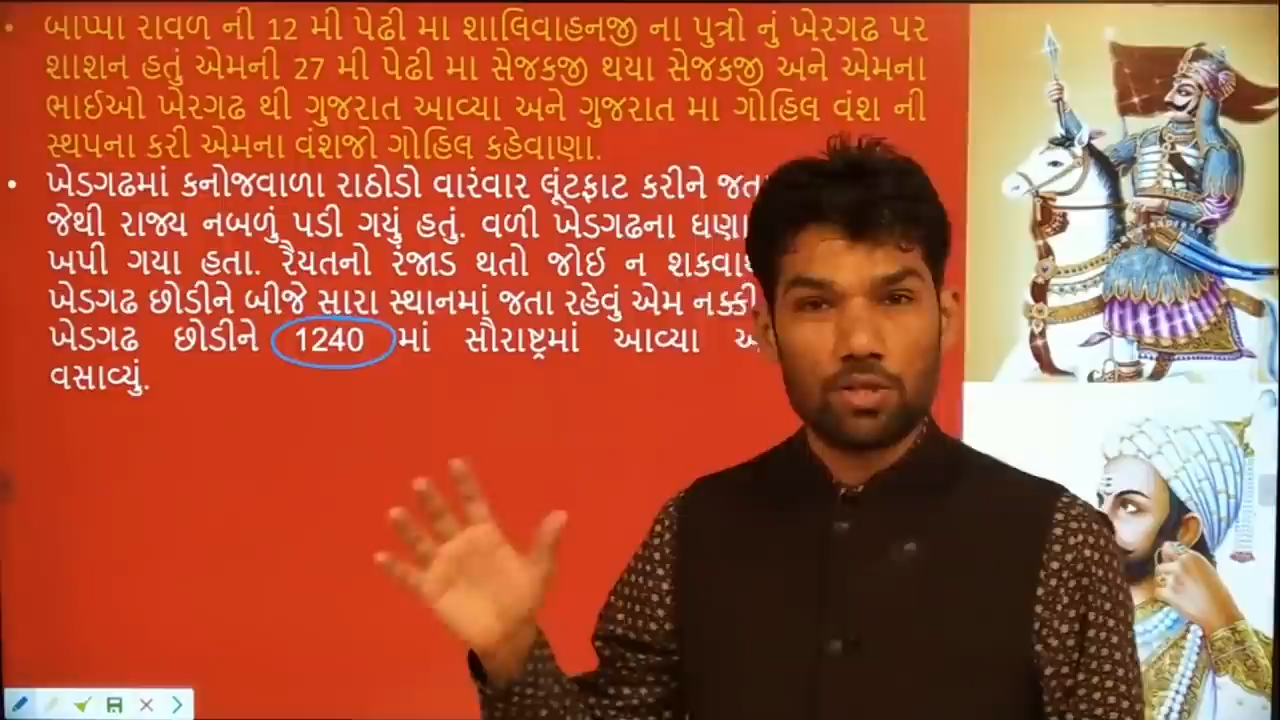 • બાપ્પા રાવળ ની 12 મી પેઢી મા શાલિવાહનજી ના પુત્રો નું ખેરગઢ પર
શાશન હતું એમની 27 મી પેઢી મા સેજકજી થયા સેજકજી અને એમના
ભાઈઓ ખેરગઢ થી ગુજરાત આવ્યા અને ગુજરાત મા ગોહિલ વંશ ની
સ્થપના કરી એમના વંશજો ગોહિલ કહેવાણા.
• ખેડગઢમાં કનોજવાળા રાઠોડો વારંવાર લૂંટફાટ કરીને
જેથી રાજ્ય નબળું પડી ગયું હતું. વળી ખેડગઢના ઘણા
ખપી ગયા હતા. રૈયતનો રંજાડ થતો જોઈ ન
ખેડગઢ છોડીને બીજે સારા સ્થાનમાં જતા રહેવું એમ નક્કી
ખેડગઢ છોડીને 1240 માં સૌરાષ્ટ્રમાં આવ્યા
વસાવ્યું.